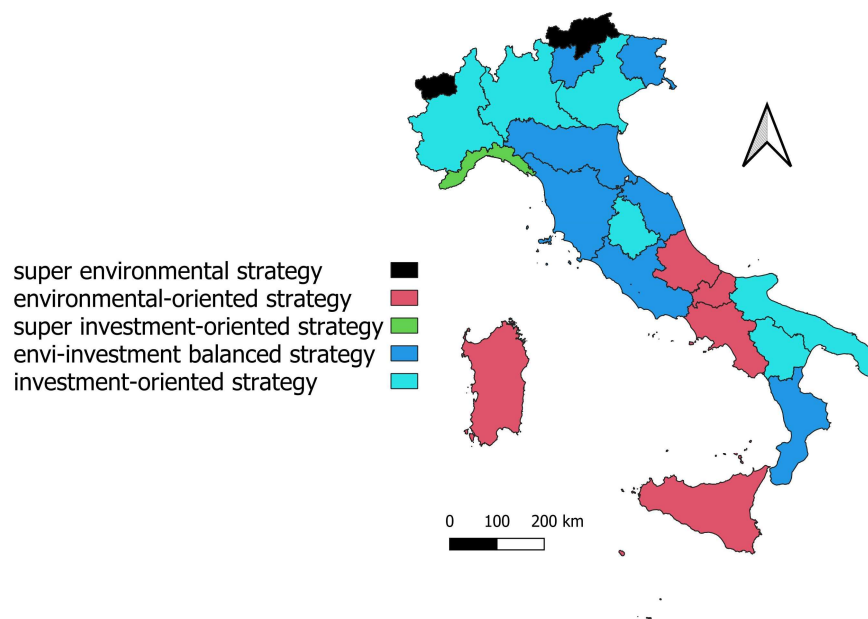 super environmental strategy
environmental-oriented strategy
super investment-oriented strategy
envi-investment balanced strategy
investment-oriented strategy
0 100 200 km